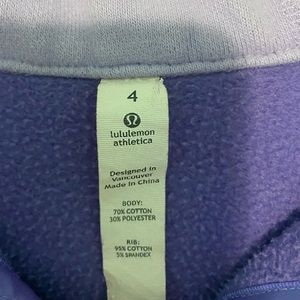 4
lululemon
athletica
Designed in
Vancouver
Made in China
BODY:
70% COTTON
30% POLYESTER
RIB:
95% COTTON
5% SPANDEX